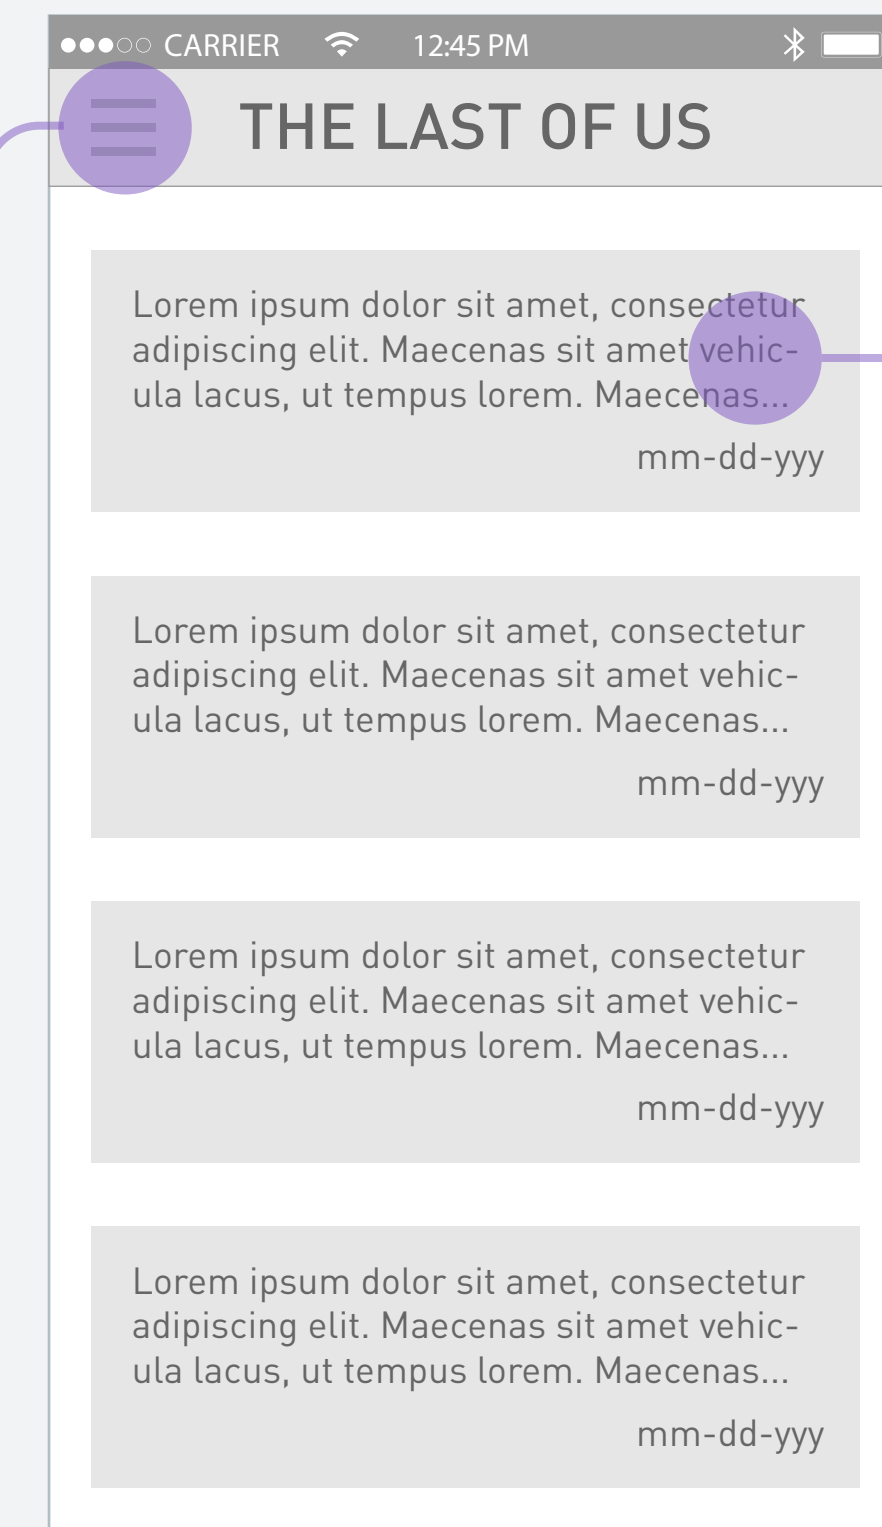 CARRIER 12:45 PM
THE LAST OF US
Lorem ipsum dolor sit amet, consectetur
adipiscing elit. Maecenas sit amet vehic-
ula lacus, ut tempus lorem. Maecenas...
mm-dd-yyy
Lorem ipsum dolor sit amet, consectetur
adipiscing elit. Maecenas sit amet vehic-
ula lacus, ut tempus lorem. Maecenas...
mm-dd-yyy
Lorem ipsum dolor sit amet, consectetur
adipiscing elit. Maecenas sit amet vehic-
ula lacus, ut tempus lorem. Maecenas...
mm-dd-yyy
Lorem ipsum dolor sit amet, consectetur
adipiscing elit. Maecenas sit amet vehic-
ula lacus, ut tempus lorem. Maecenas...
mm-dd-yyy